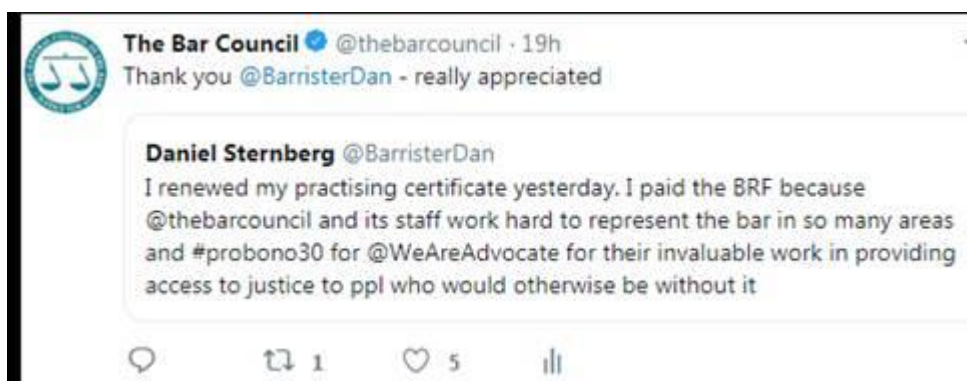 The Bar Council @thebarcouncil · 19h
Thank you @BarristerDan - really appreciated
Daniel Sternberg @BarristerDan
I renewed my practising certificate yesterday. I paid the BRF because
@thebarcouncil and its staff work hard to represent the bar in so many areas
and #probono30 for @WeAreAdvocate for their invaluable work in providing
access to justice to ppl who would otherwise be without it
1 5